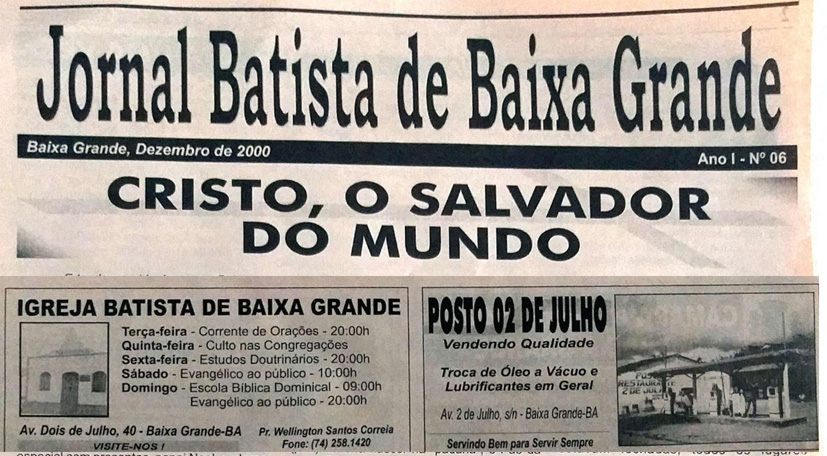 Jornal Batista de Baixa Grande
Baixa Grande, Dezembro de 2000
Ano I - Nº 06
CRISTO, O SALVADOR
DO MUNDO
IGREJA BATISTA DE BAIXA GRANDE
Terça-feira - Corrente de Orações - 20:00h
Quinta-feira - Culto nas Congregações
Sexta-feira - Estudos Doutrinários - 20:00h
Sábado - Evangélico ao público - 10:00h
Domingo - Escola Bíblica Dominical - 09:00h
Evangélico ao público - 20:00h
Av. Dois de Julho, 40 - Baixa Grande-BA
Pr. Wellington Santos Correia
Fone: (74) 258.1420
VISITE-NOS !
POSTO 02 DE JULHO
Vendendo Qualidade
Troca de Óleo a Vácuo e
Lubrificantes em Geral
Av. 2 de Julho, s/n - Baixa Grande-BA
Servindo Bem para Servir Sempre
RESTAURANTE
2 DE JUL